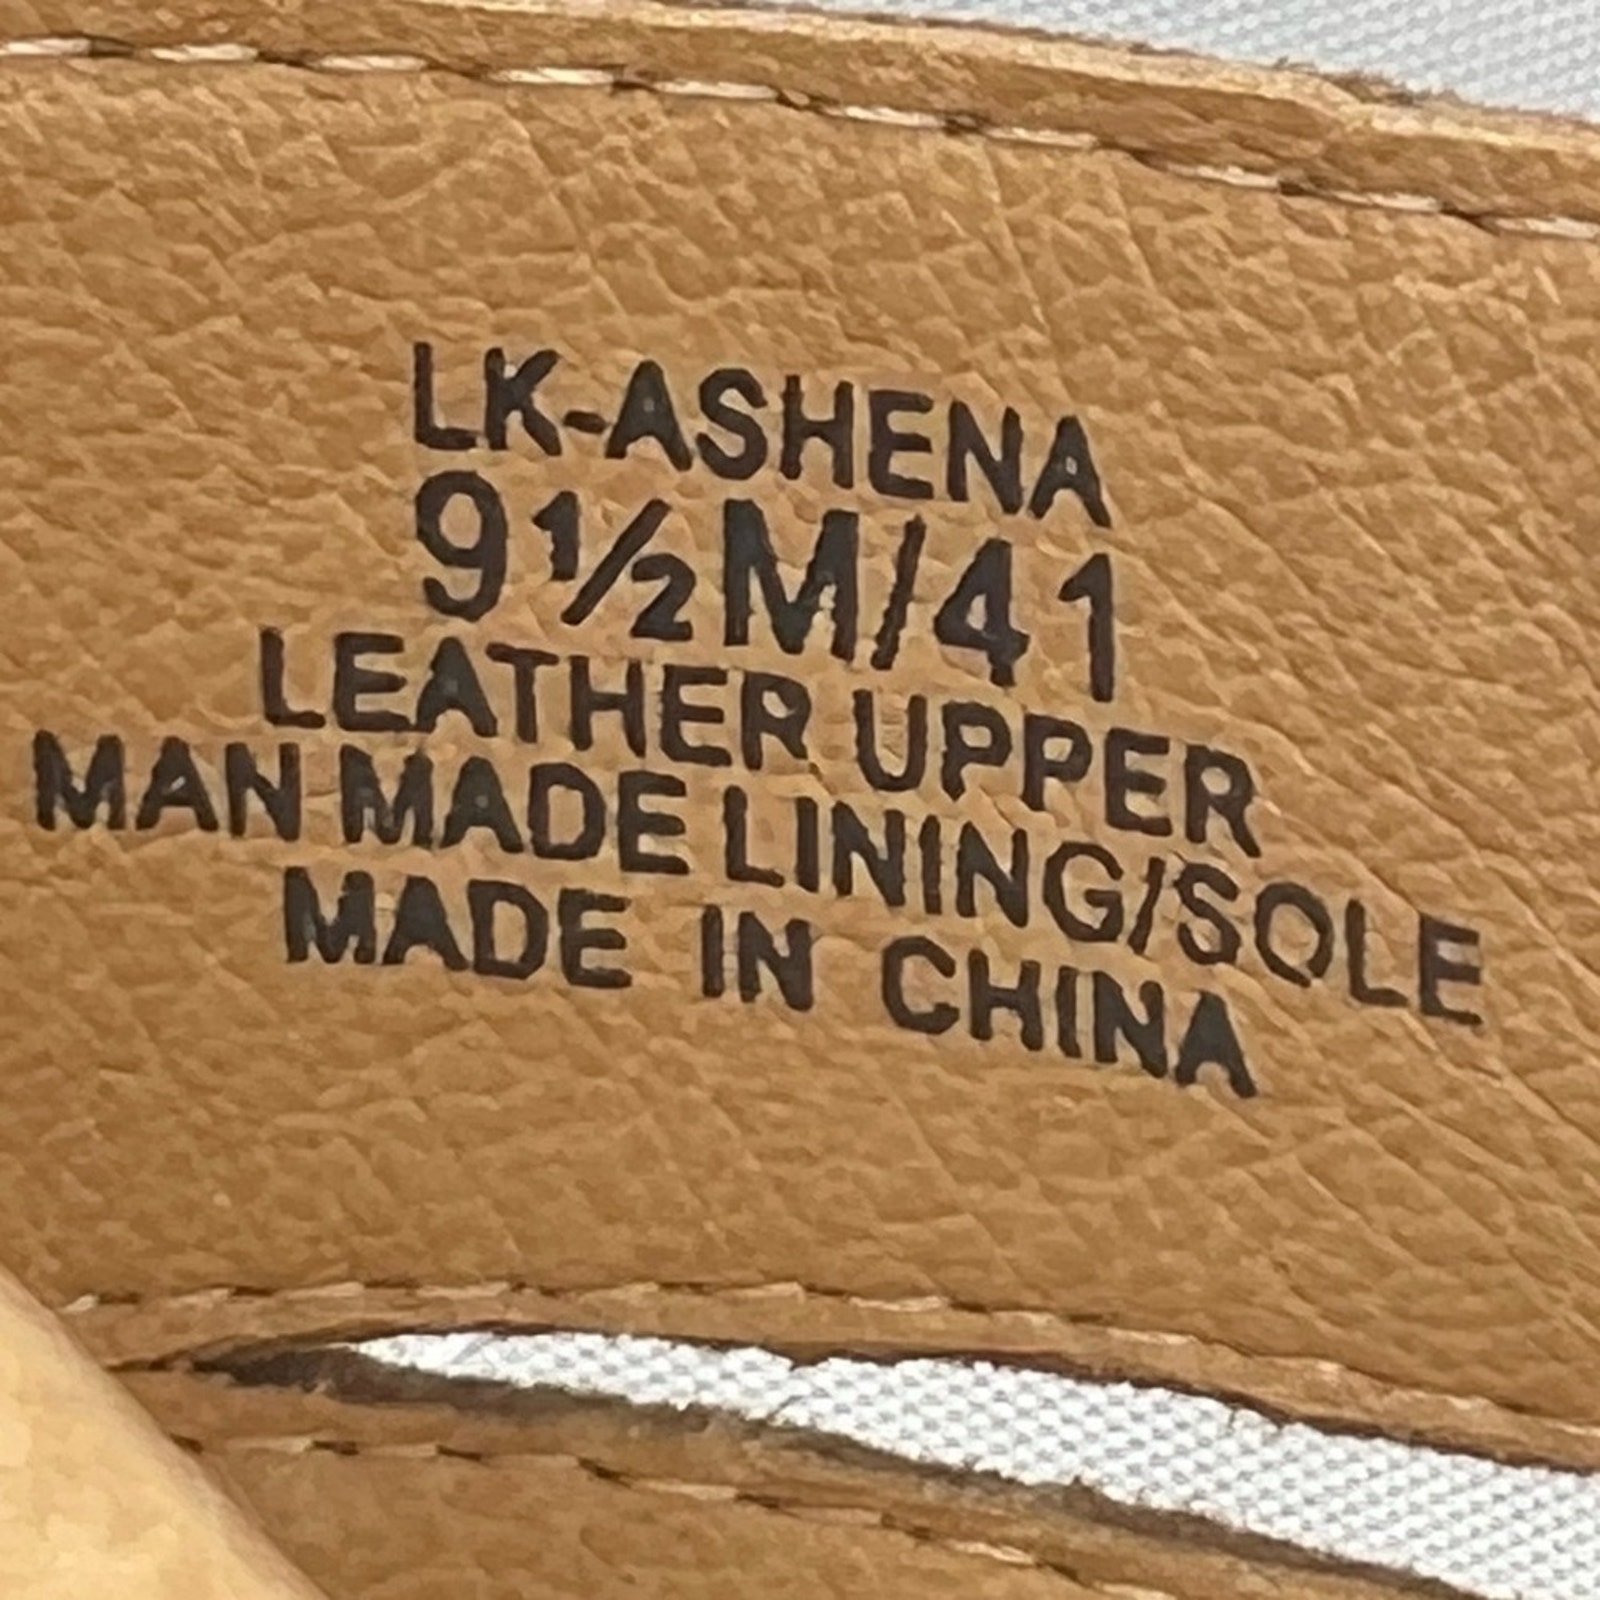 LK-ASHENA
9½M/41
LEATHER UPPER
MAN MADE LINING/SOLE
MADE IN CHINA